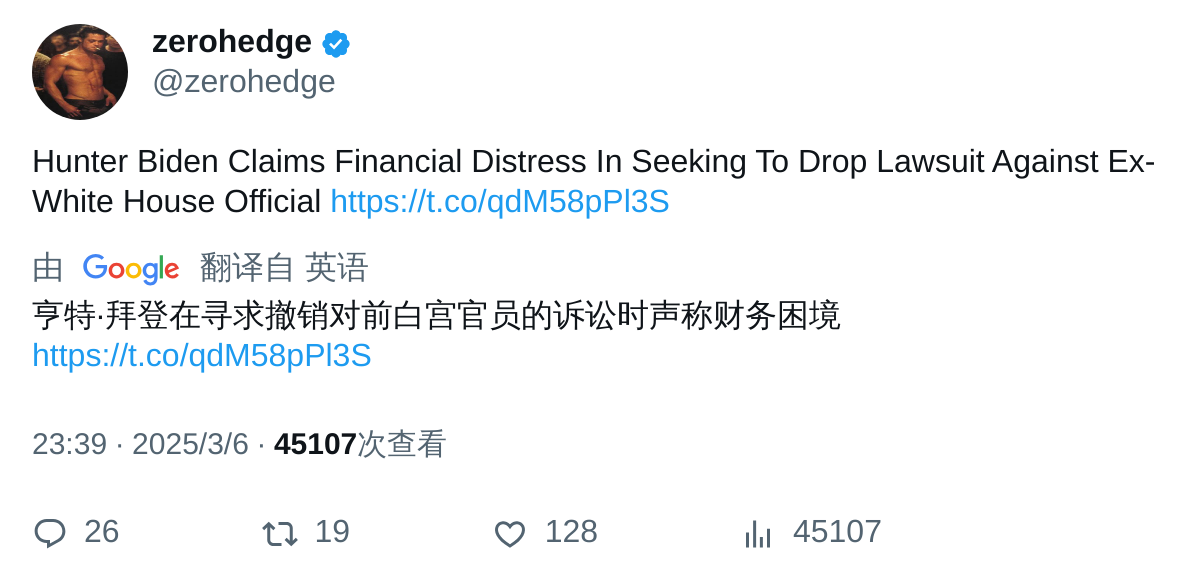 zerohedge
@zerohedge
Hunter Biden Claims Financial Distress In Seeking To Drop Lawsuit Against Ex-
White House Official https://t.co/qdM58pPl3S
由 Google 翻译自 英语
亨特·拜登在寻求撤销对前白宫官员的诉讼时声称财务困境
https://t.co/qdM58pPl3S
23:39 · 2025/3/6 · 45107次查看
26 19 128 45107